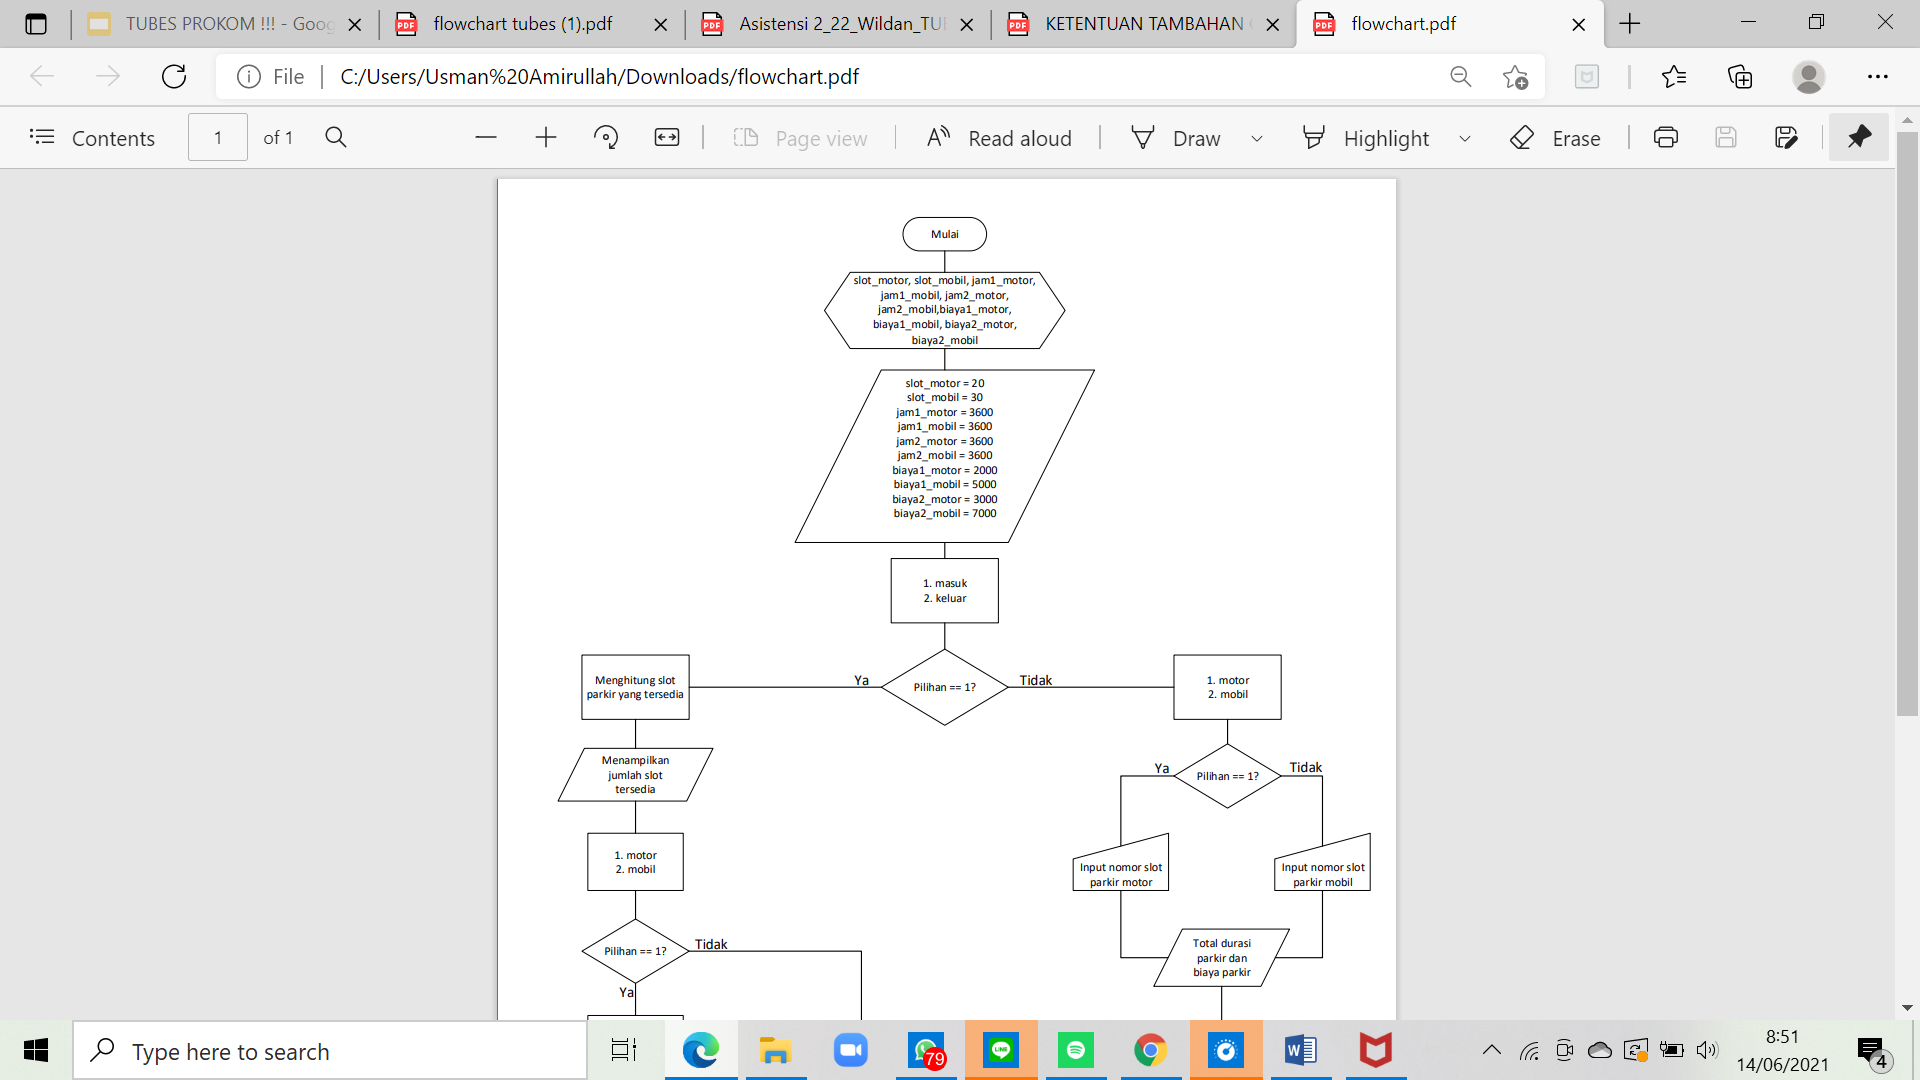 TUBES PROKOM !!! - Goog
flowchart tubes (1).pdf
Asistensi 2_22_Wildan_TU
KETENTUAN TAMBAHAN
flowchart.pdf
File
C:/Users/Usman%20Amirullah/Downloads/flowchart.pdf
Contents
1
of 1
Page view
Read aloud
Draw
Highlight
Erase
Mulai
slot_motor, slot_mobil, jam1_motor,
jam1_mobil, jam2_motor,
jam2_mobil,biaya1_motor,
biaya1_mobil, biaya2_motor,
biaya2_mobil
slot_motor = 20
slot_mobil = 30
jam1_motor = 3600
jam1_mobil = 3600
jam2_motor = 3600
jam2_mobil = 3600
biaya1_motor = 2000
biaya1_mobil = 5000
biaya2_motor = 3000
biaya2_mobil = 7000
1. masuk
2. keluar
Pilihan == 1?
Ya
Tidak
Menghitung slot
parkir yang tersedia
Menampilkan
jumlah slot
tersedia
1. motor
2. mobil
Pilihan == 1?
Tidak
Ya
1. motor
2. mobil
Pilihan == 1?
Ya
Tidak
Input nomor slot
parkir motor
Input nomor slot
parkir mobil
Total durasi
parkir dan
biaya parkir
Type here to search
79
8:51
14/06/2021
4